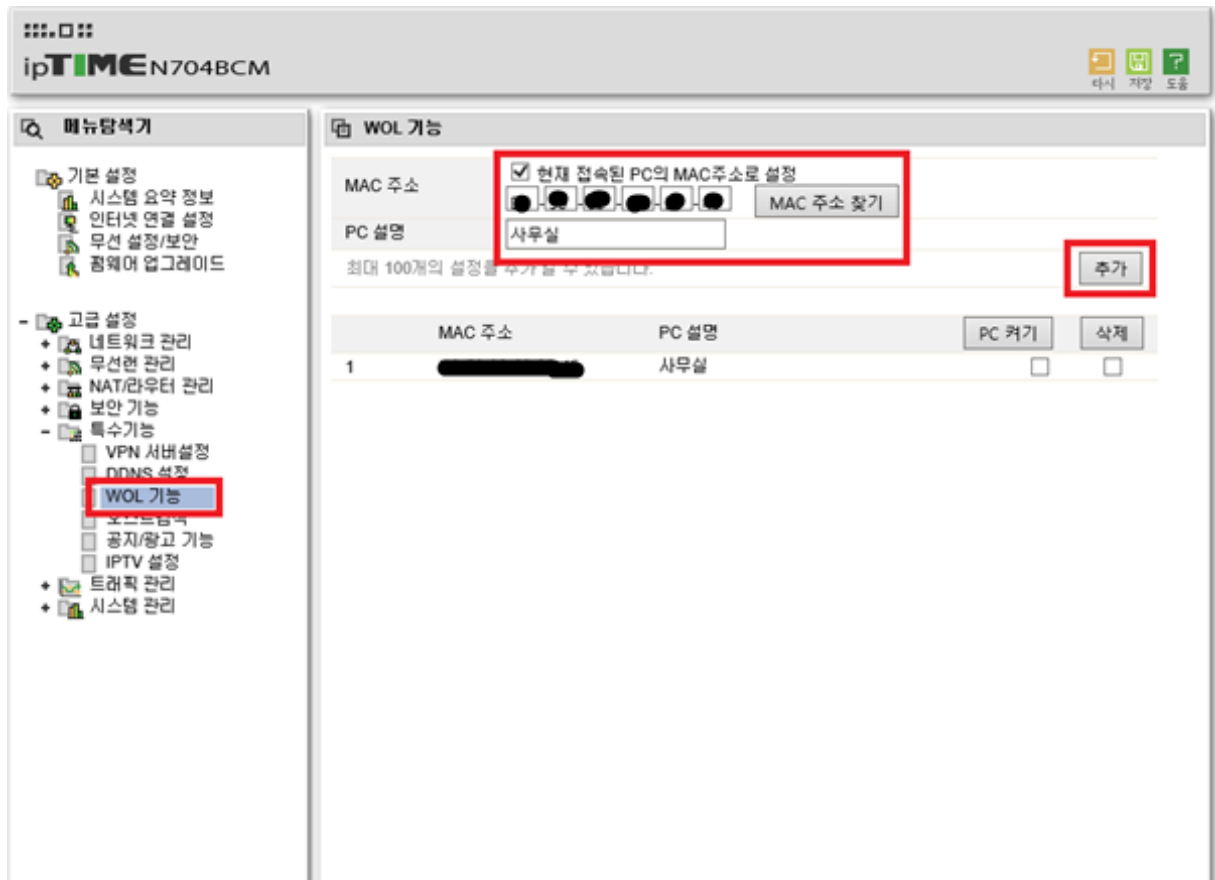 ipTIME N704BCM
다시 저장 도움
메뉴탐색기
기본 설정
시스템 요약 정보
인터넷 연결 설정
무선 설정/보안
펌웨어 업그레이드
고급 설정
네트워크 관리
무선랜 관리
NAT/라우터 관리
보안 기능
특수기능
VPN 서버설정
DDNS 설정
WOL 기능
호스트검색
공지/광고 기능
IPTV 설정
트래픽 관리
시스템 관리
WOL 기능
MAC 주소
현재 접속된 PC의 MAC주소로 설정
MAC 주소 찾기
PC 설명
사무실
최대 100개의 설정를 추가 할 수 있습니다.
추가
MAC 주소 PC 설명 PC 켜기 삭제
1 사무실